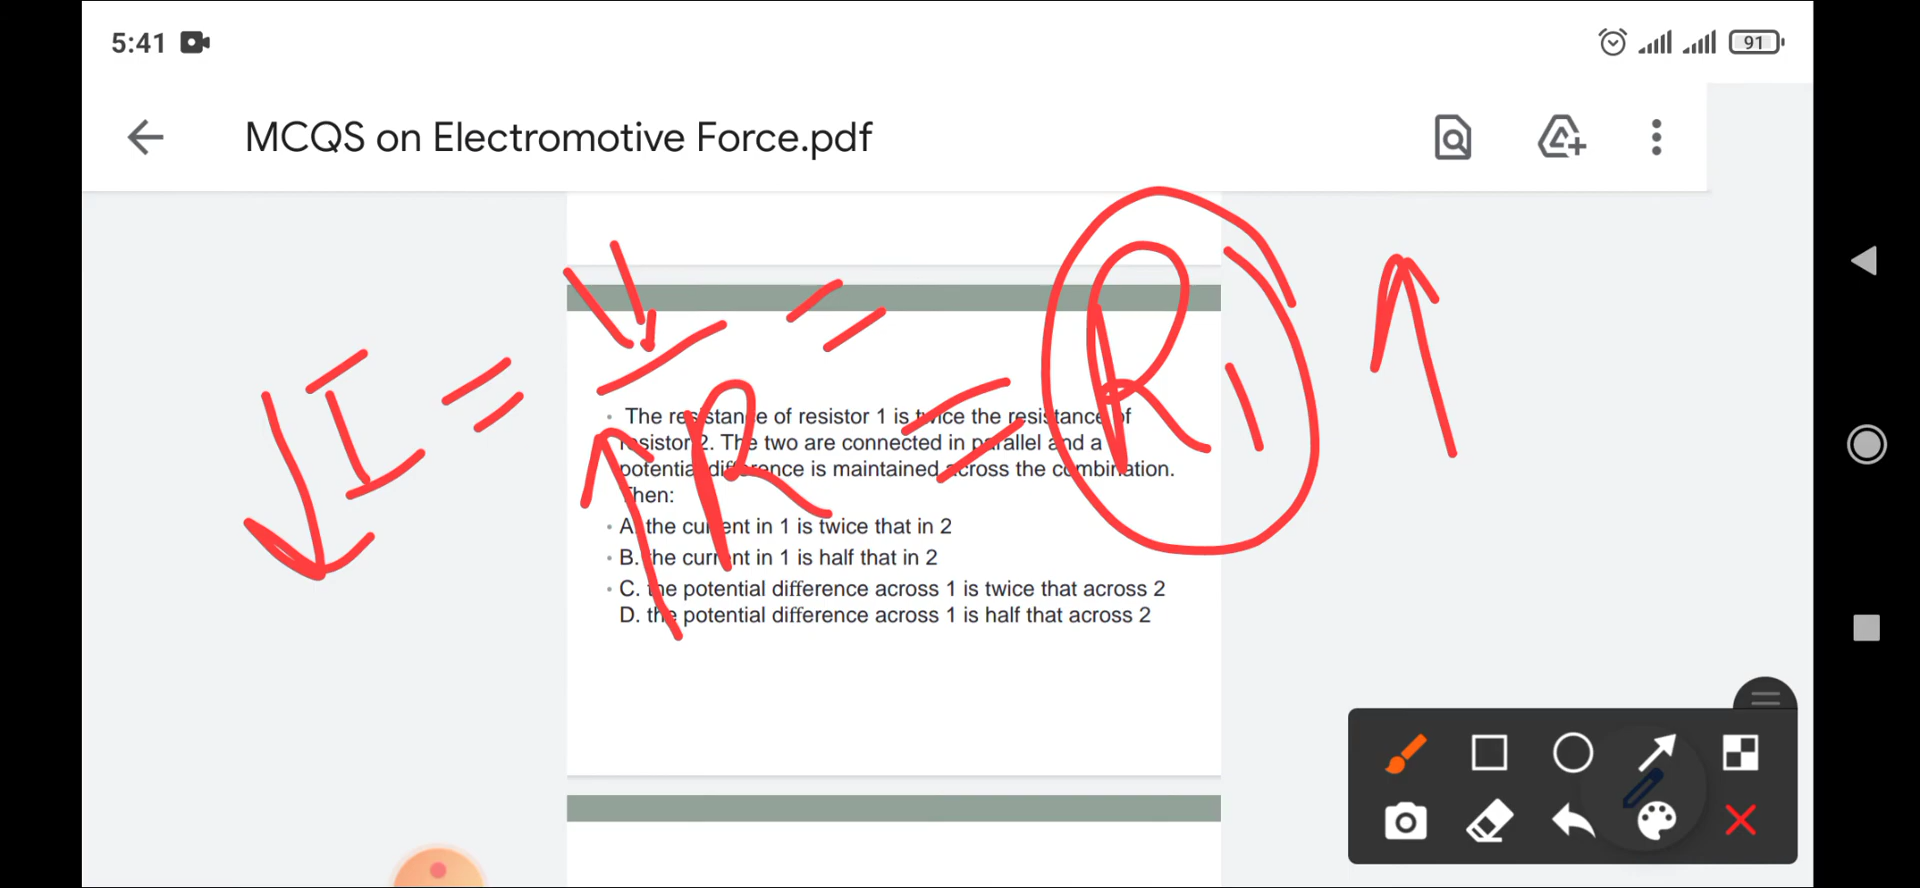 5:41
91
MCQS on Electromotive Force.pdf
I = V/R = = R1
• The resistance of resistor 1 is twice the resistance of
resistor 2. The two are connected in parallel and a
potential difference is maintained across the combination.
Then:
• A. the current in 1 is twice that in 2
• B. the current in 1 is half that in 2
• C. the potential difference across 1 is twice that across 2
D. the potential difference across 1 is half that across 2